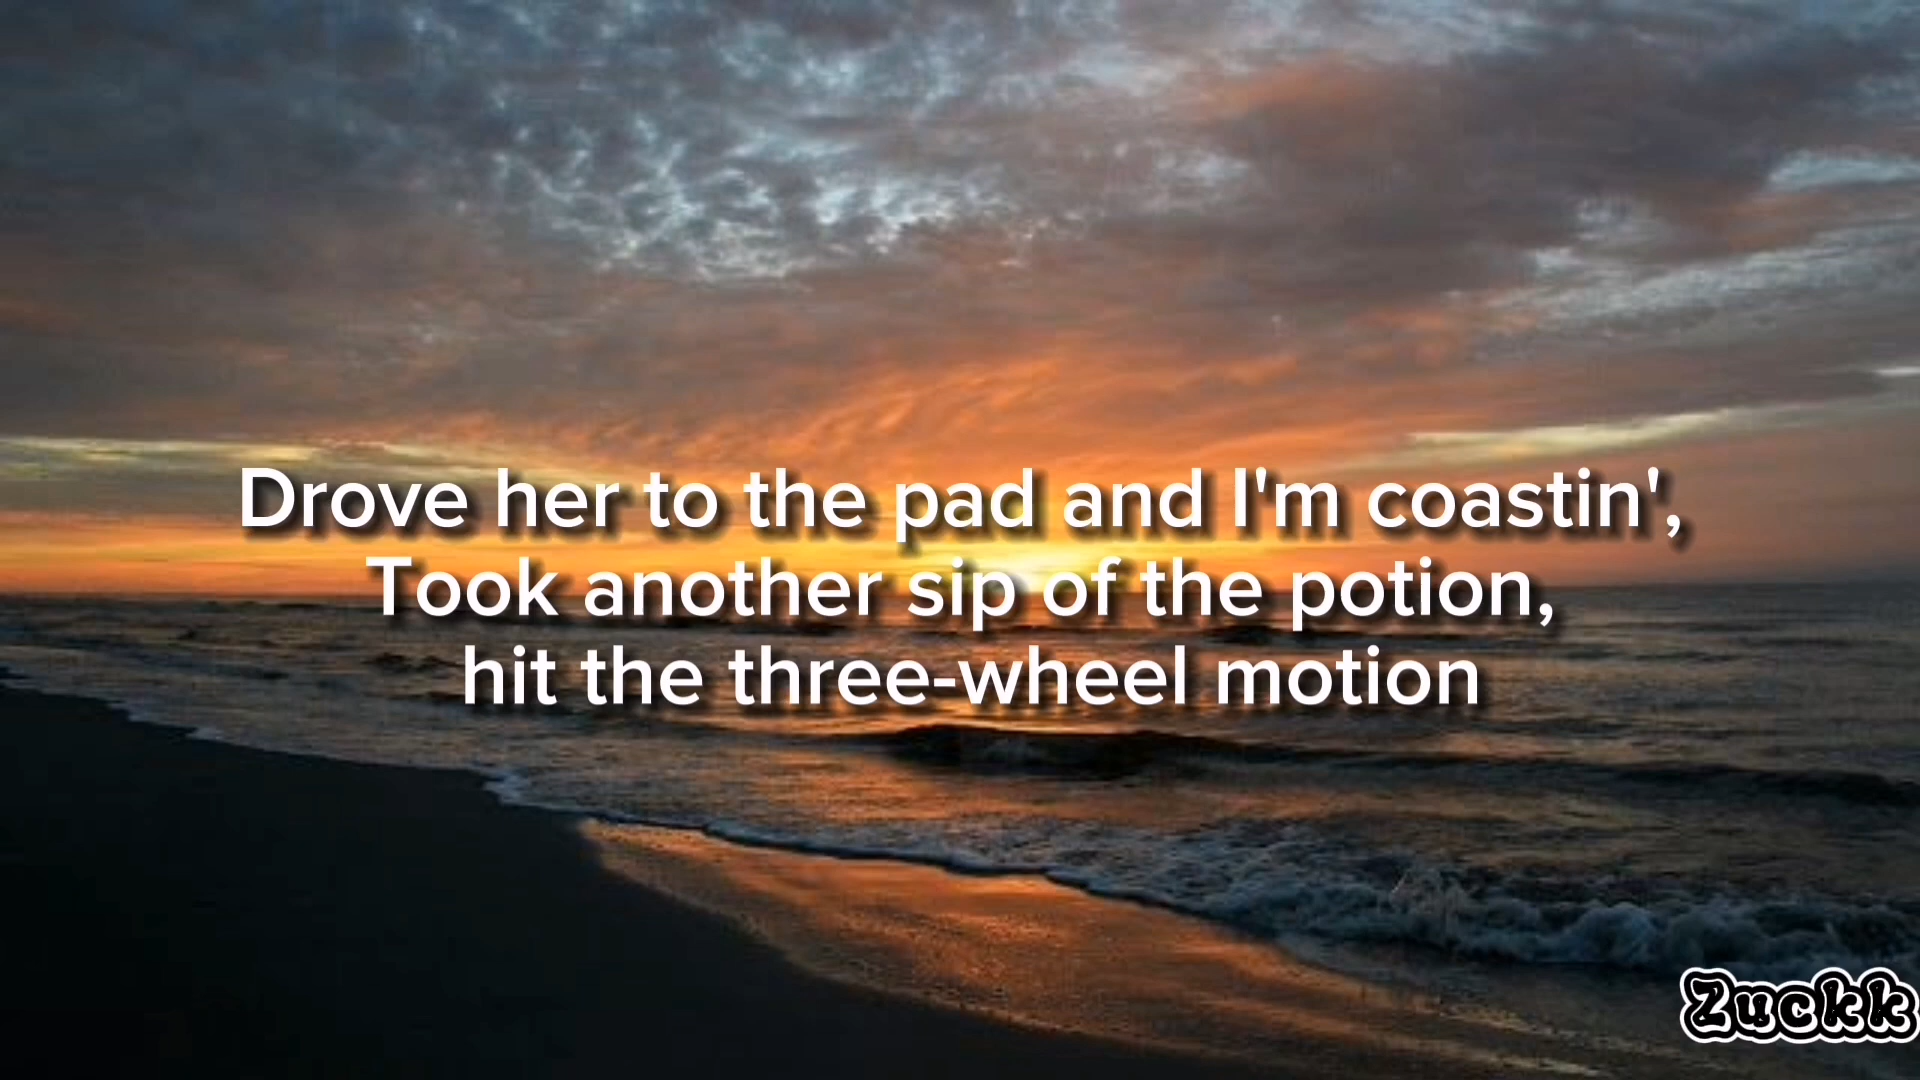 Drove her to the pad and I'm coastin',
Took another sip of the potion,
hit the three-wheel motion
Zuckk